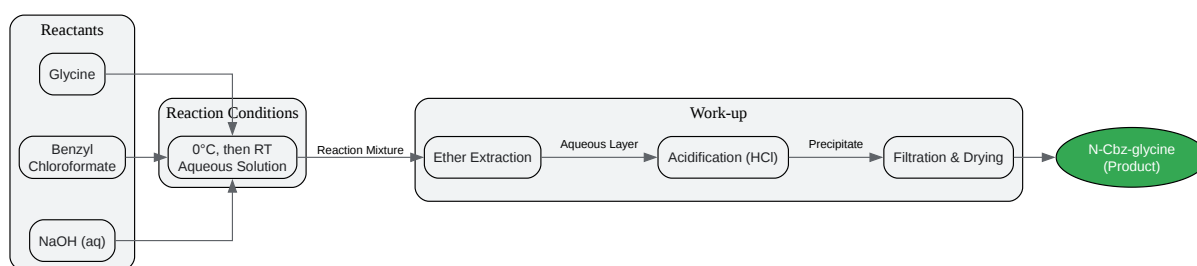 Reactants
Glycine
Benzyl
Chloroformate
NaOH (aq)
Reaction Conditions
0°C, then RT
Aqueous Solution
Reaction Mixture
Work-up
Ether Extraction
Aqueous Layer
Acidification (HCl)
Precipitate
Filtration & Drying
N-Cbz-glycine
(Product)